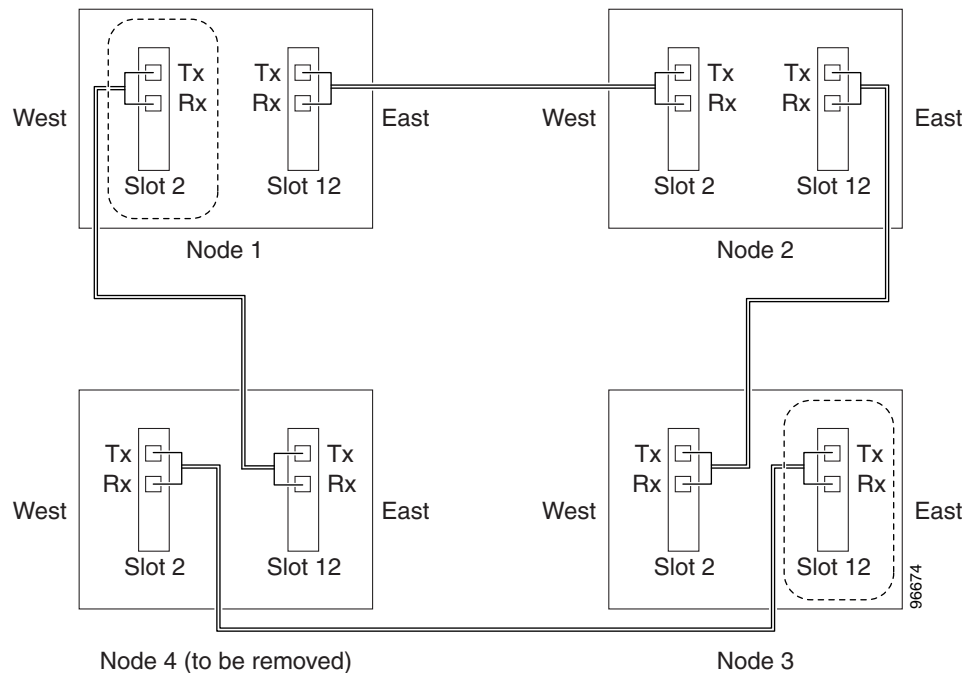 Tx Tx Tx Tx
Rx Rx Rx Rx
West East West East
Slot 2 Slot 12 Slot 2 Slot 12
Node 1 Node 2
Tx Tx Tx Tx
Rx Rx Rx Rx
West East West East
Slot 2 Slot 12 Slot 2 Slot 12
96674
Node 4 (to be removed) Node 3